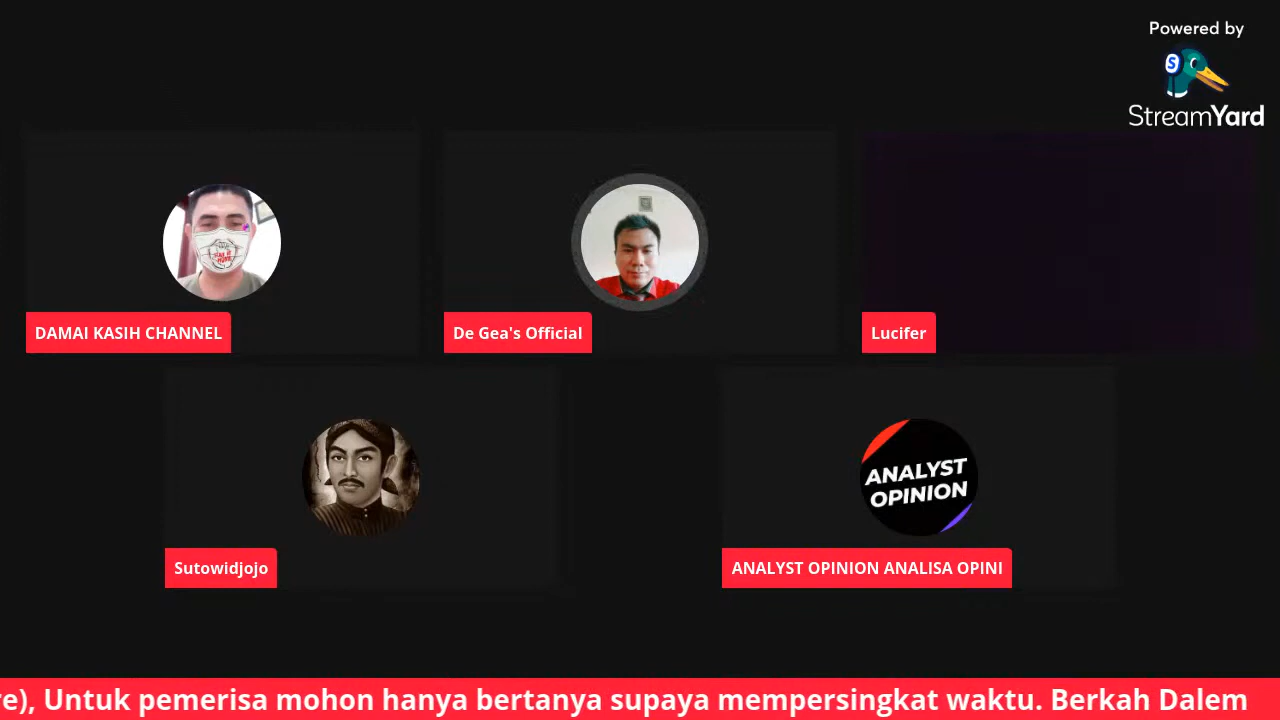 Powered by
StreamYard
DAMAI KASIH CHANNEL
De Gea's Official
Lucifer
ANALYST
OPINION
Sutowidjojo
ANALYST OPINION ANALISA OPINI
Untuk pemerisa mohon hanya bertanya supaya mempersingkat waktu. Berkah Dalem